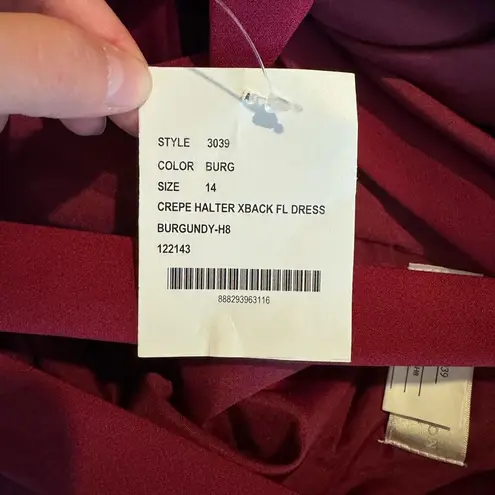 STYLE 3039
COLOR BURG
SIZE 14
CREPE HALTER XBACK FL DRESS
BURGUNDY-H8
122143
888293963116